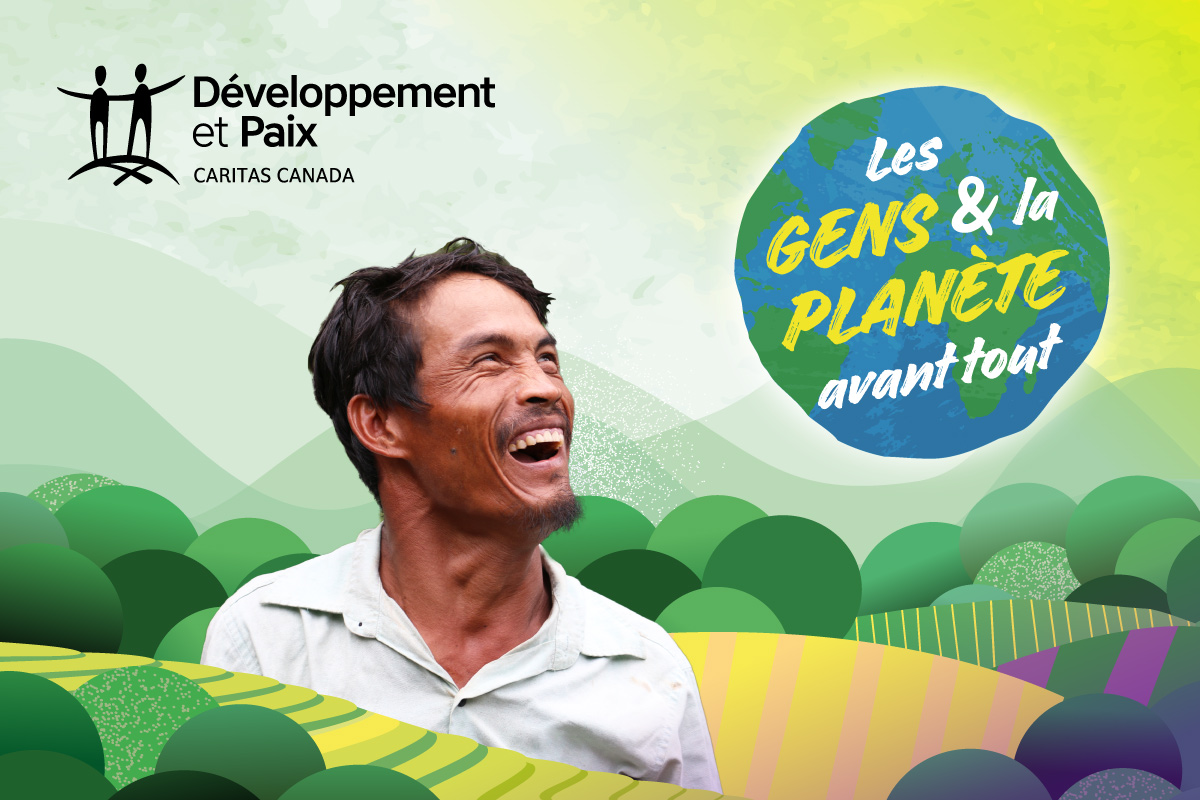 Développement
et Paix
CARITAS CANADA
Les
GENS & la
PLANÈTE
avant tout